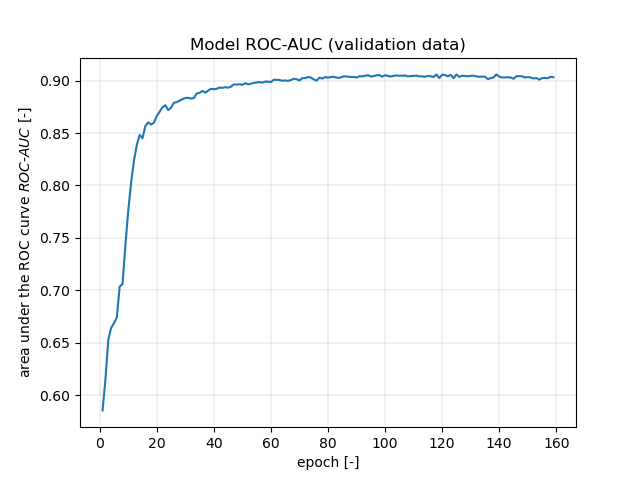 Model ROC-AUC (validation data)
0.90
0.85
0.80
0.75
0.70
0.65
0.60
area under the ROC curve ROC-AUC [-]
0 20 40 60 80 100 120 140 160
epoch [-]